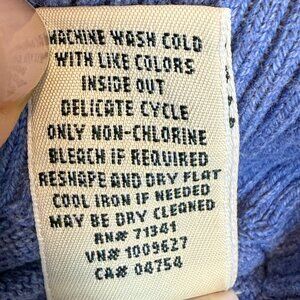 MACHINE WASH COLD
WITH LIKE COLORS
INSIDE OUT
DELICATE CYCLE
ONLY NON-CHLORINE
BLEACH IF REQUIRED
RESHAPE AND DRY FLAT
COOL IRON IF NEEDED
MAY BE DRY CLEANED
RN# 71341
VN# 1009627
CA# 04754